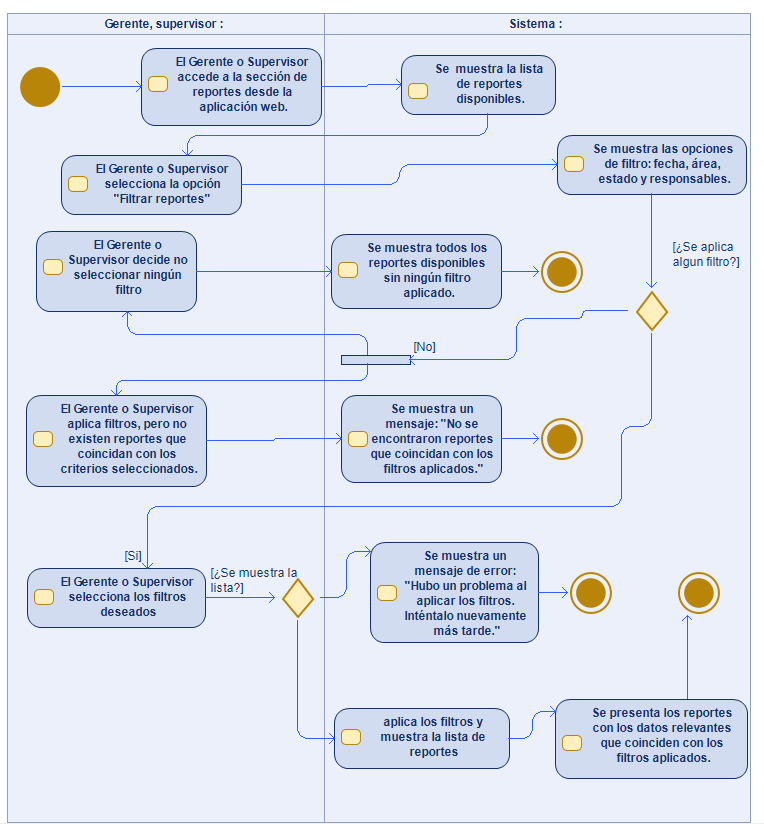 Gerente, supervisor :
Sistema :
El Gerente o Supervisor
accede a la sección de
reportes desde la
aplicación web.
Se muestra la lista
de reportes
disponibles.
El Gerente o Supervisor
selecciona la opción
"Filtrar reportes"
Se muestra las opciones
de filtro: fecha, área,
estado y responsables.
El Gerente o
Supervisor decide no
seleccionar ningún
filtro
Se muestra todos los
reportes disponibles
sin ningún filtro
aplicado.
[¿Se aplica
algun filtro?]
[No]
El Gerente o Supervisor
aplica filtros, pero no
existen reportes que
coincidan con los
criterios seleccionados.
Se muestra un
mensaje: "No se
encontraron reportes
que coincidan con los
filtros aplicados."
[Si]
El Gerente o Supervisor
selecciona los filtros
deseados
[¿Se muestra la
lista?]
Se muestra un
mensaje de error:
"Hubo un problema al
aplicar los filtros.
Inténtalo nuevamente
más tarde."
aplica los filtros y
muestra la lista de
reportes
Se presenta los reportes
con los datos relevantes
que coinciden con los
filtros aplicados.